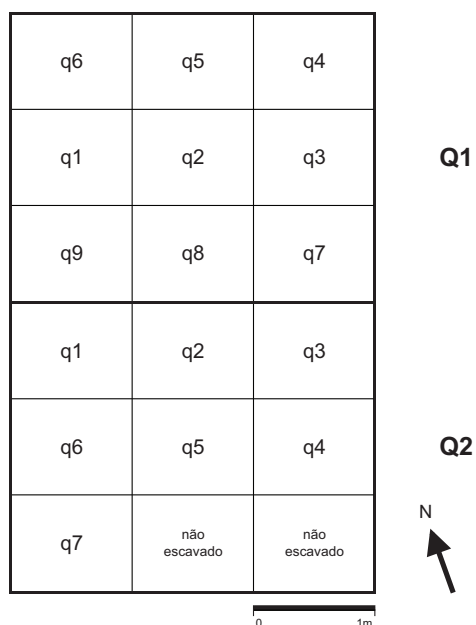 q6 q5 q4
q1 q2 q3
Q1
q9 q8 q7
q1 q2 q3
q6 q5 q4
Q2
q7
não
escavado
não
escavado
N
0 1m